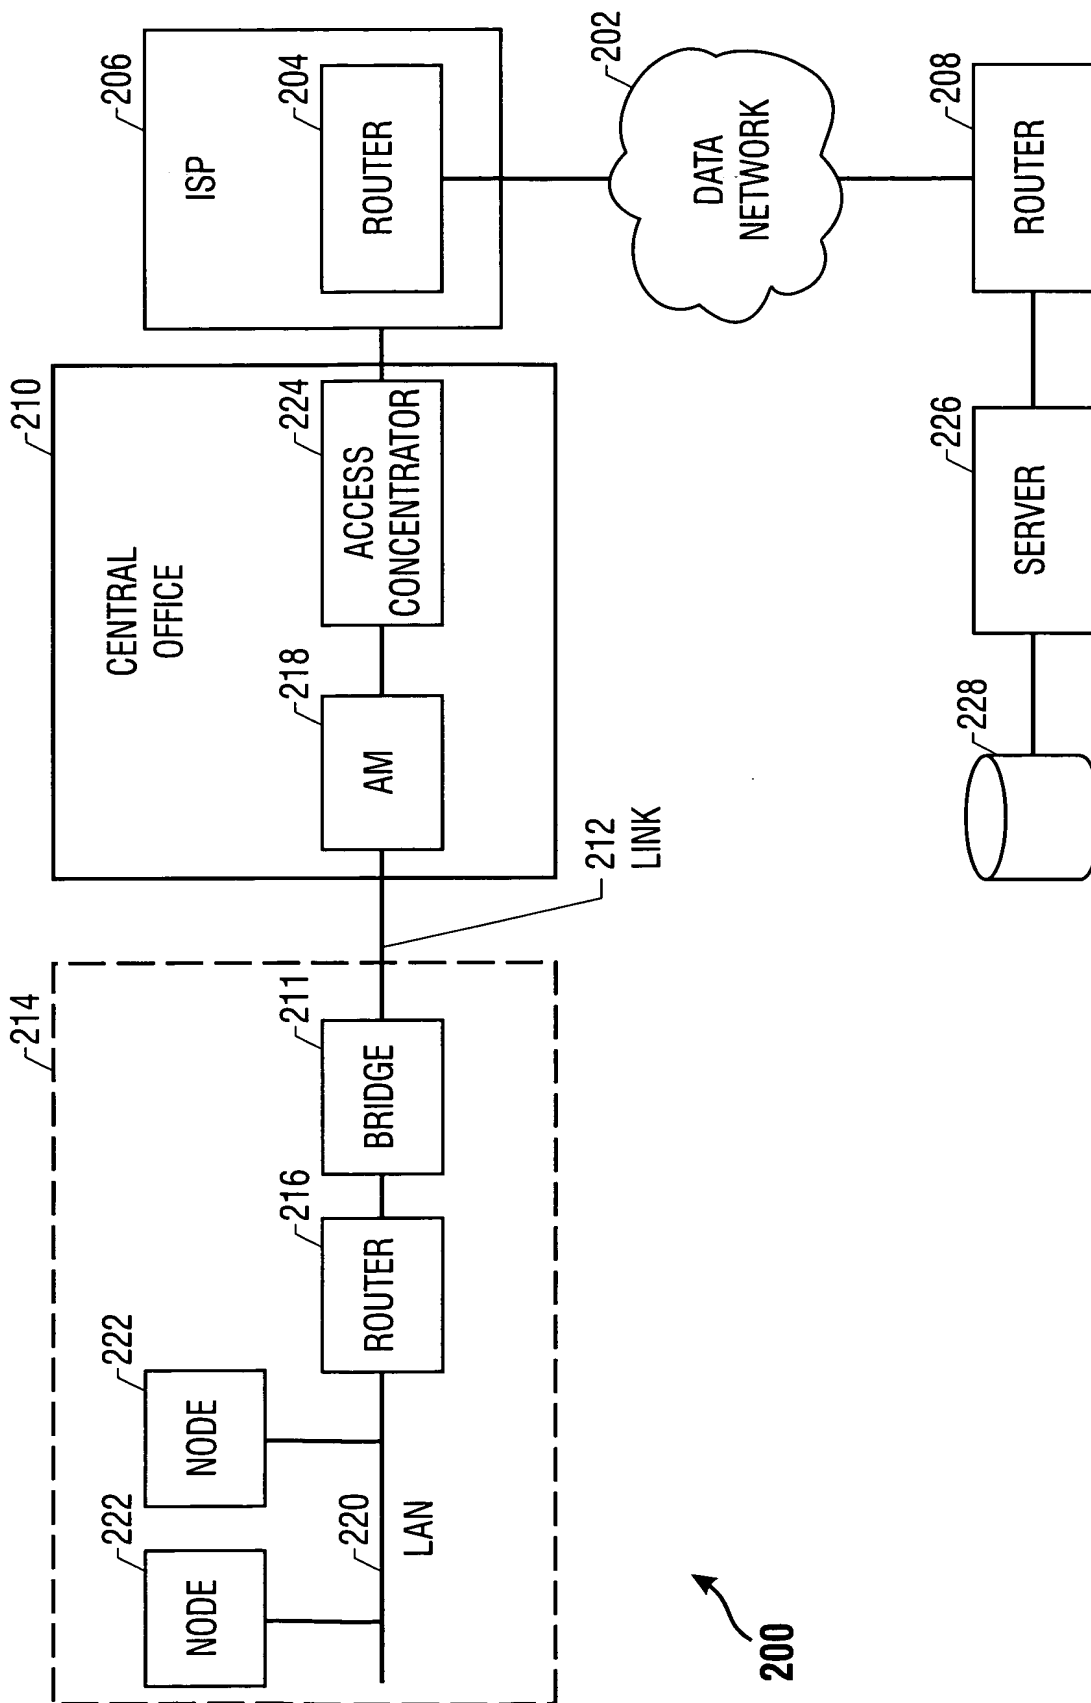 214
222
NODE
222
NODE
220
LAN
216
ROUTER
211
BRIDGE
212
LINK
210
CENTRAL
OFFICE
218
AM
224
ACCESS
CONCENTRATOR
206
ISP
204
ROUTER
202
DATA
NETWORK
228
226
SERVER
208
ROUTER
200